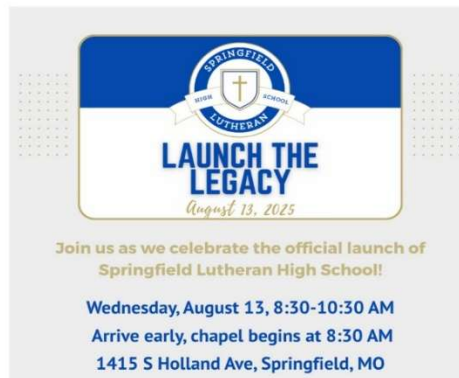 SPRINGFIELD
HIGH SCHOOL
LUTHERAN
LAUNCH THE
LEGACY
August 13, 2025
Join us as we celebrate the official launch of
Springfield Lutheran High School!
Wednesday, August 13, 8:30-10:30 AM
Arrive early, chapel begins at 8:30 AM
1415 S Holland Ave, Springfield, MO